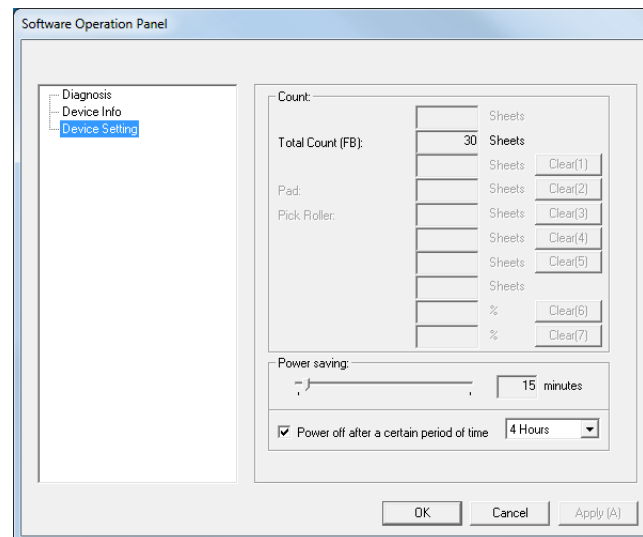 Software Operation Panel
Diagnosis
Device Info
Device Setting
Count:
Sheets
Total Count (FB): 30 Sheets
Sheets Clear(1)
Pad: Sheets Clear(2)
Pick Roller: Sheets Clear(3)
Sheets Clear(4)
Sheets Clear(5)
Sheets
% Clear(6)
% Clear(7)
Power saving:
15 minutes
Power off after a certain period of time 4 Hours
OK Cancel Apply (A)